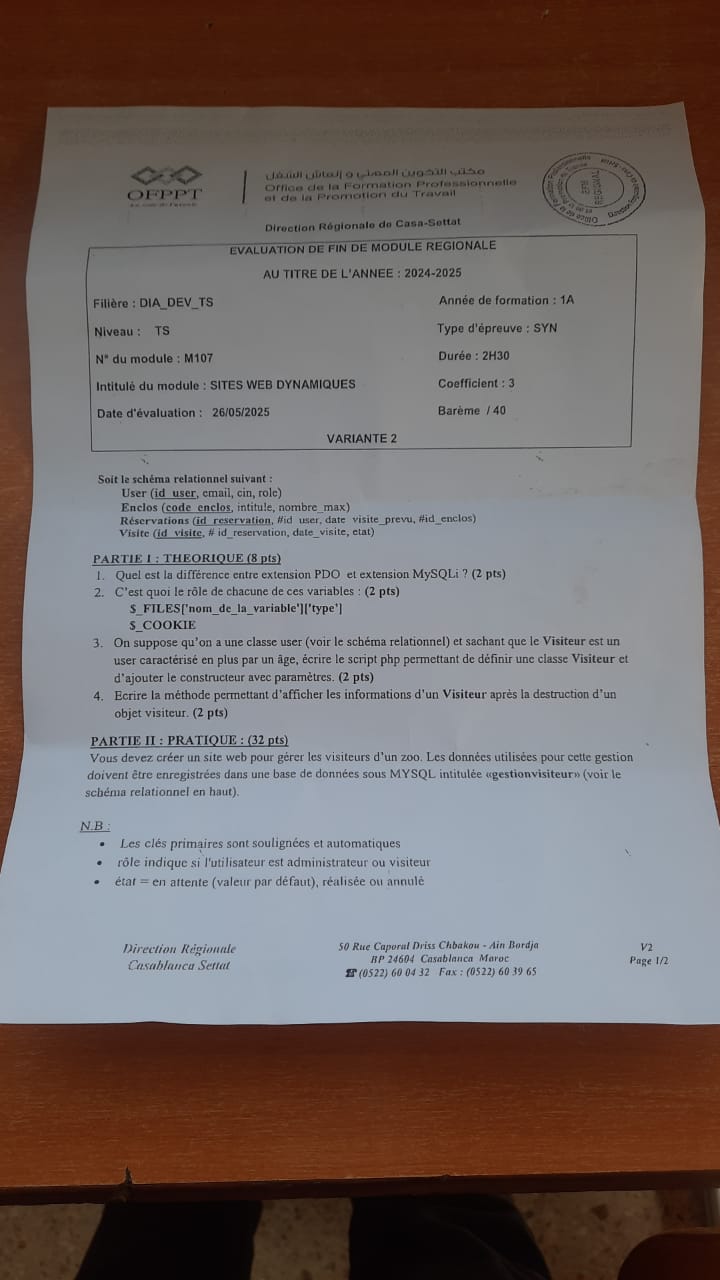 OFPPT
مكتب التكوين المهني و إنعاش الشغل
Office de la Formation Professionnelle
et de la Promotion du Travail
EFM
REGIONAL
Direction Régionale de Casa-Settat
EVALUATION DE FIN DE MODULE REGIONALE
AU TITRE DE L'ANNEE : 2024-2025
Filière : DIA_DEV_TS Année de formation : 1A
Niveau : TS Type d'épreuve : SYN
N° du module : M107 Durée : 2H30
Intitulé du module : SITES WEB DYNAMIQUES Coefficient : 3
Date d'évaluation : 26/05/2025 Barème / 40
VARIANTE 2
Soit le schéma relationnel suivant :
User (id_user, email, cin, role)
Enclos (code_enclos, intitule, nombre_max)
Réservations (id_reservation, #id_user, date_visite_prevu, #id_enclos)
Visite (id_visite, # id_reservation, date_visite, etat)
PARTIE I : THEORIQUE (8 pts)
1. Quel est la différence entre extension PDO et extension MySQLi ? (2 pts)
2. C'est quoi le rôle de chacune de ces variables : (2 pts)
$_FILES['nom_de_la_variable']['type']
$_COOKIE
3. On suppose qu'on a une classe user (voir le schéma relationnel) et sachant que le Visiteur est un
user caractérisé en plus par un âge, écrire le script php permettant de définir une classe Visiteur et
d'ajouter le constructeur avec paramètres. (2 pts)
4. Ecrire la méthode permettant d'afficher les informations d'un Visiteur après la destruction d'un
objet visiteur. (2 pts)
PARTIE II : PRATIQUE : (32 pts)
Vous devez créer un site web pour gérer les visiteurs d'un zoo. Les données utilisées pour cette gestion
doivent être enregistrées dans une base de données sous MYSQL intitulée «gestionvisiteur» (voir le
schéma relationnel en haut).
N.B :
• Les clés primaires sont soulignées et automatiques
• rôle indique si l'utilisateur est administrateur ou visiteur
• état = en attente (valeur par défaut), réalisée ou annulé
Direction Régionale
Casablanca Settat
50 Rue Caporal Driss Chbakou - Ain Bordja
BP 24604 Casablanca Maroc
☎ (0522) 60 04 32 Fax : (0522) 60 39 65
V2
Page 1/2